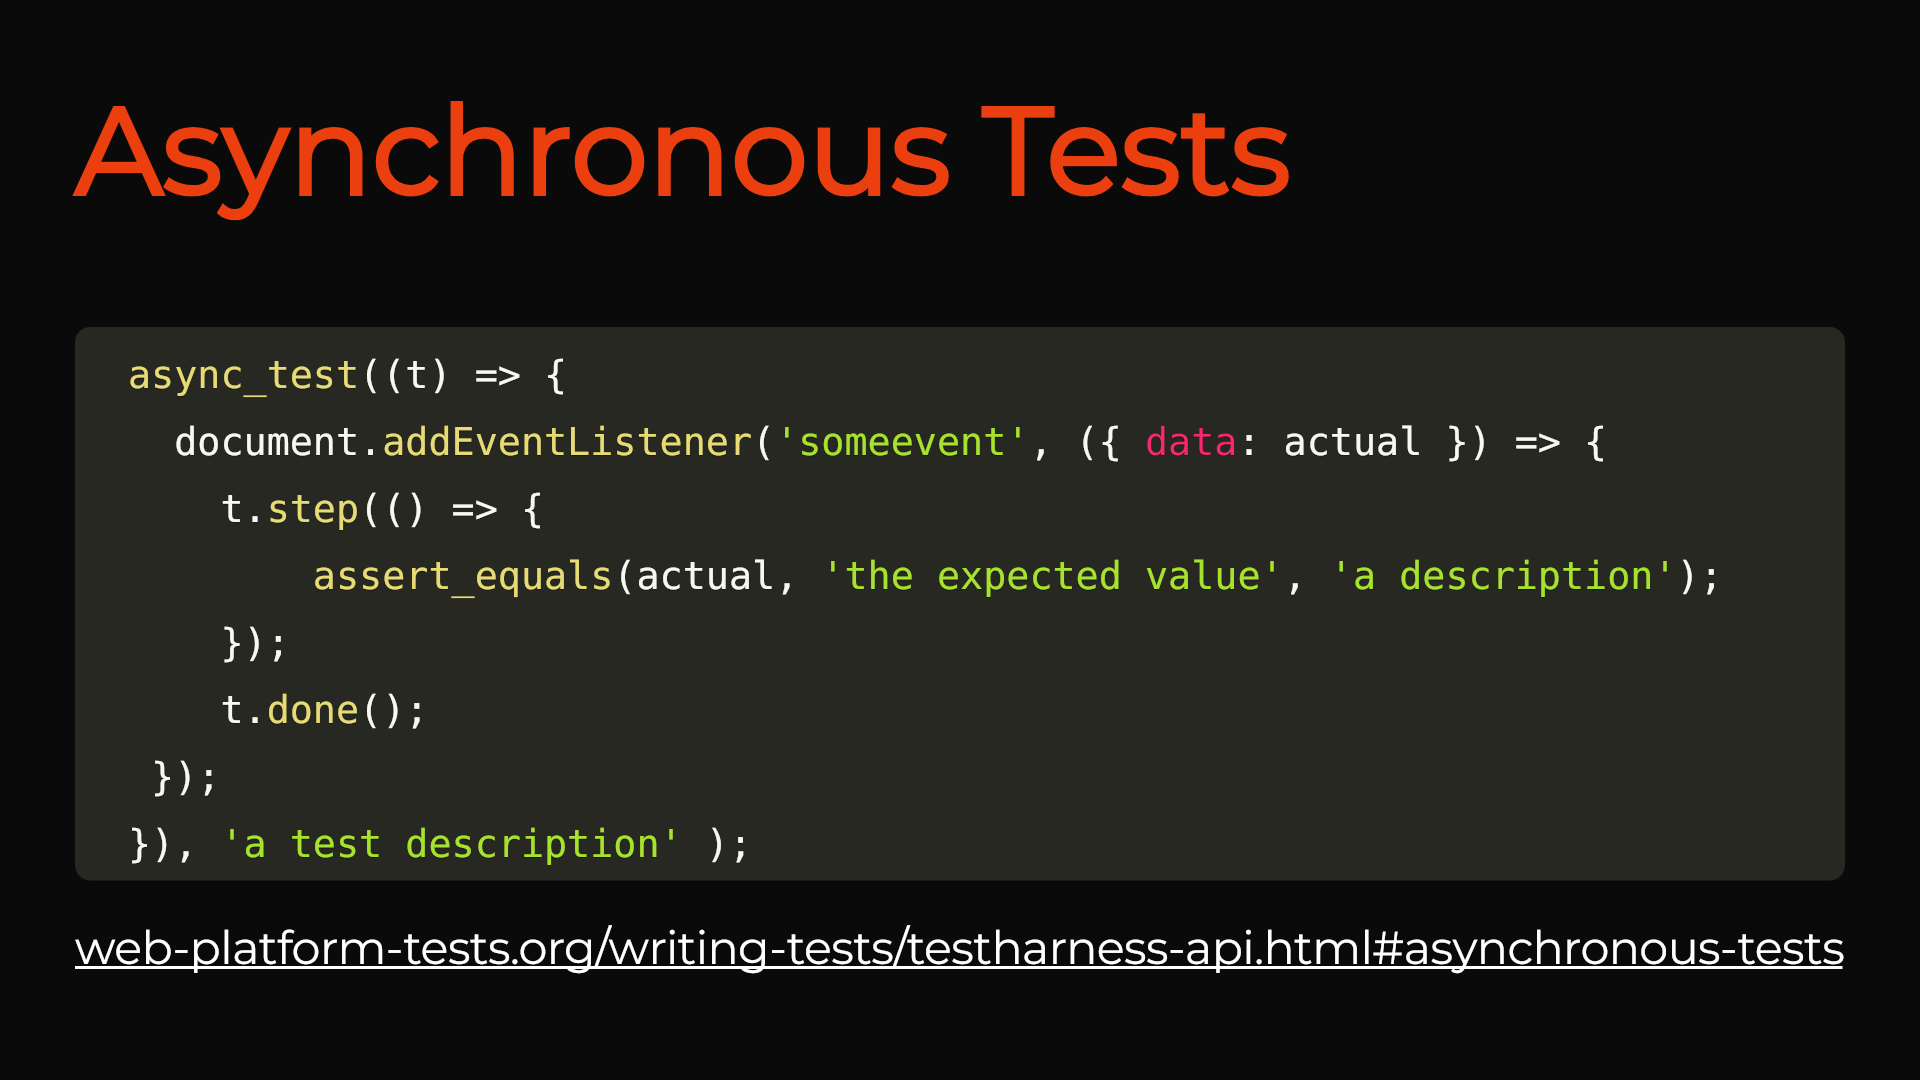 Asynchronous Tests
async_test((t) => {
  document.addEventListener('someevent', ({ data: actual }) => {
    t.step(() => {
        assert_equals(actual, 'the expected value', 'a description');
    });
    t.done();
 });
}), 'a test description' );
web-platform-tests.org/writing-tests/testharness-api.html#asynchronous-tests